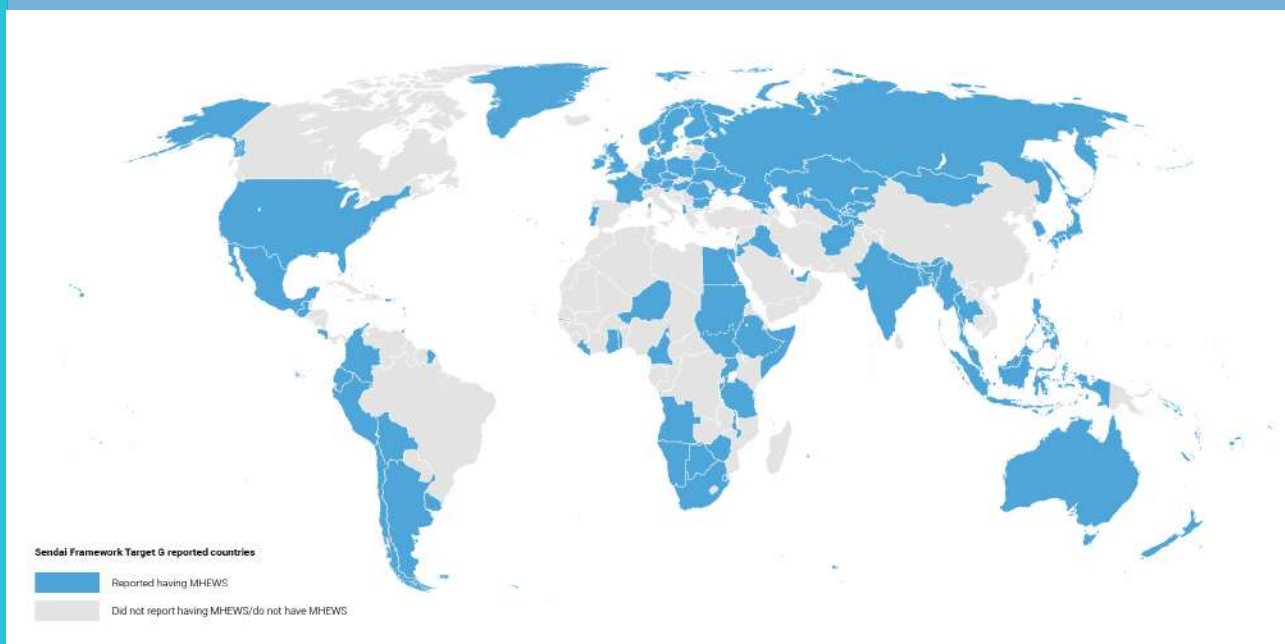 Sendai Framework Target G reported countries
Reported having MHEWS
Did not report having MHEWS/do not have MHEWS